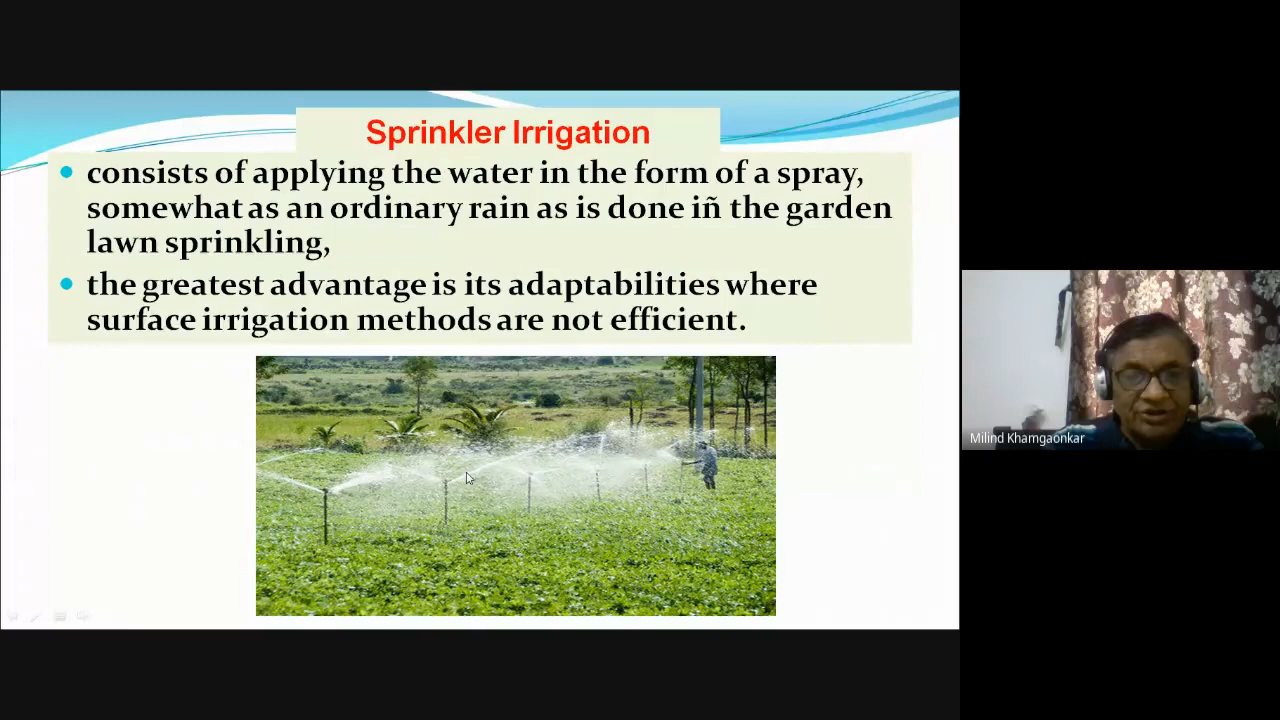 Sprinkler Irrigation
consists of applying the water in the form of a spray,
somewhat as an ordinary rain as is done iñ the garden
lawn sprinkling,
the greatest advantage is its adaptabilities where
surface irrigation methods are not efficient.
Milind Khamgaonkar